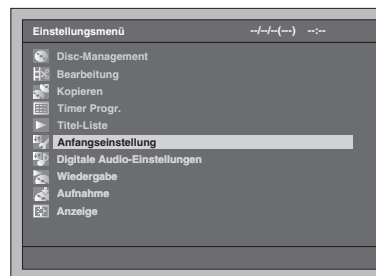 Einstellungsmenü --/--/--(---) --:--
Disc-Management
Bearbeitung
Kopieren
Timer Progr.
Titel-Liste
Anfangseinstellung
Digitale Audio-Einstellungen
Wiedergabe
Aufnahme
Anzeige